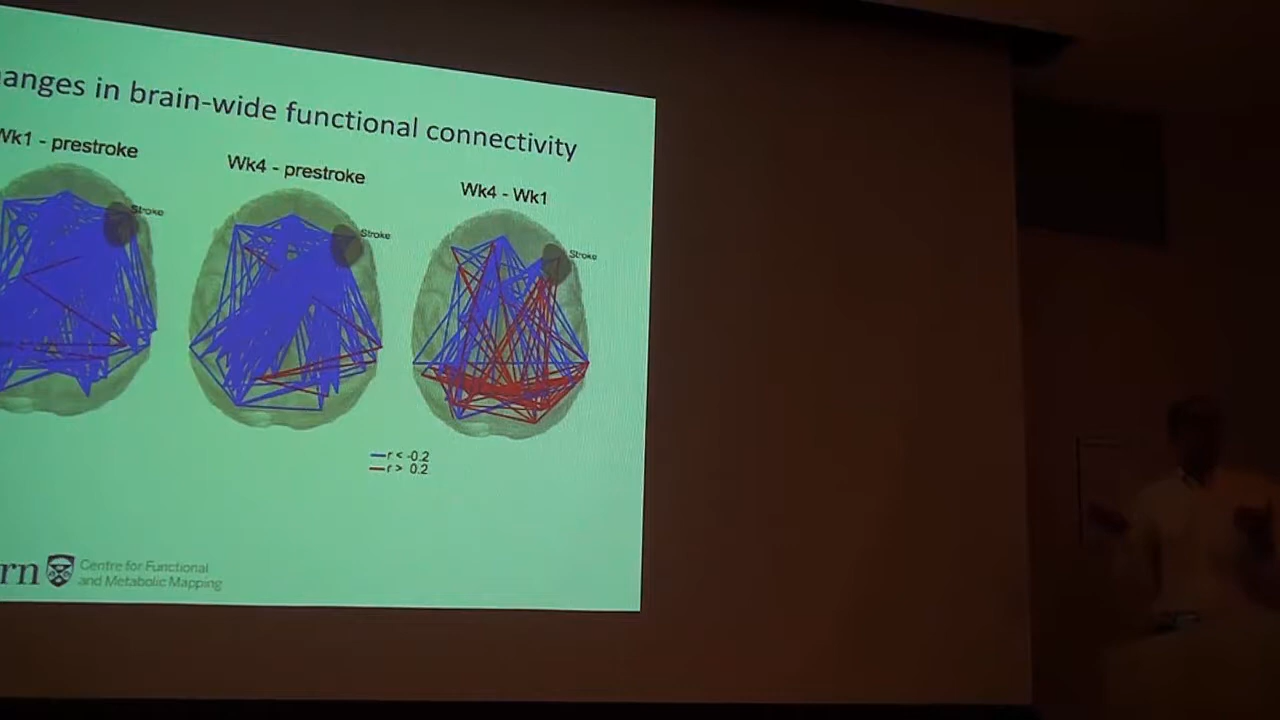 anges in brain-wide functional connectivity
Wk1 - prestroke
Wk4 - prestroke
Wk4 - Wk1
Stroke
Stroke
Stroke
r < -0.2
r > 0.2
rn
Centre for Functional
and Metabolic Mapping